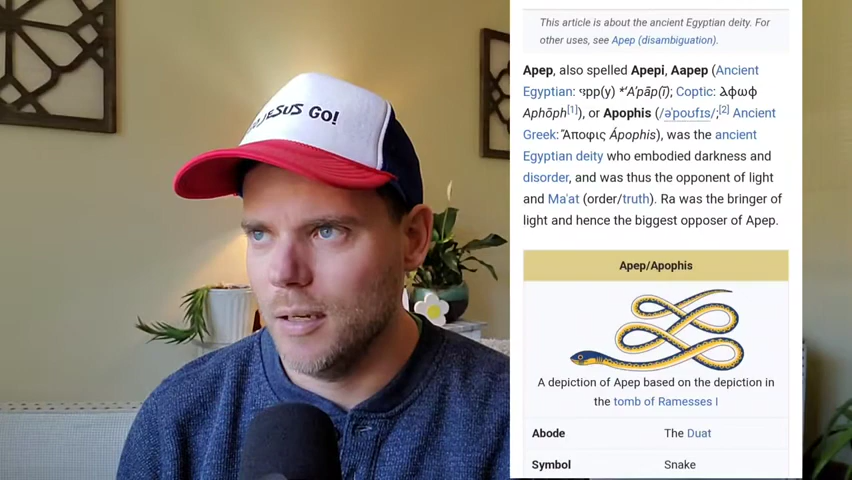 JESUS GO!
This article is about the ancient Egyptian deity. For
other uses, see Apep (disambiguation).
Apep, also spelled Apepi, Aapep (Ancient
Egyptian: ꜥꜣpp(y) *ꜥAʼpāp(ī); Coptic: ⲁⲫⲱⲫ
Aphōph[1]), or Apophis (/əˈpoʊfɪs/;[2] Ancient
Greek: Ἄποφις Ápophis), was the ancient
Egyptian deity who embodied darkness and
disorder, and was thus the opponent of light
and Ma'at (order/truth). Ra was the bringer of
light and hence the biggest opposer of Apep.
Apep/Apophis
A depiction of Apep based on the depiction in
the tomb of Ramesses I
Abode The Duat
Symbol Snake